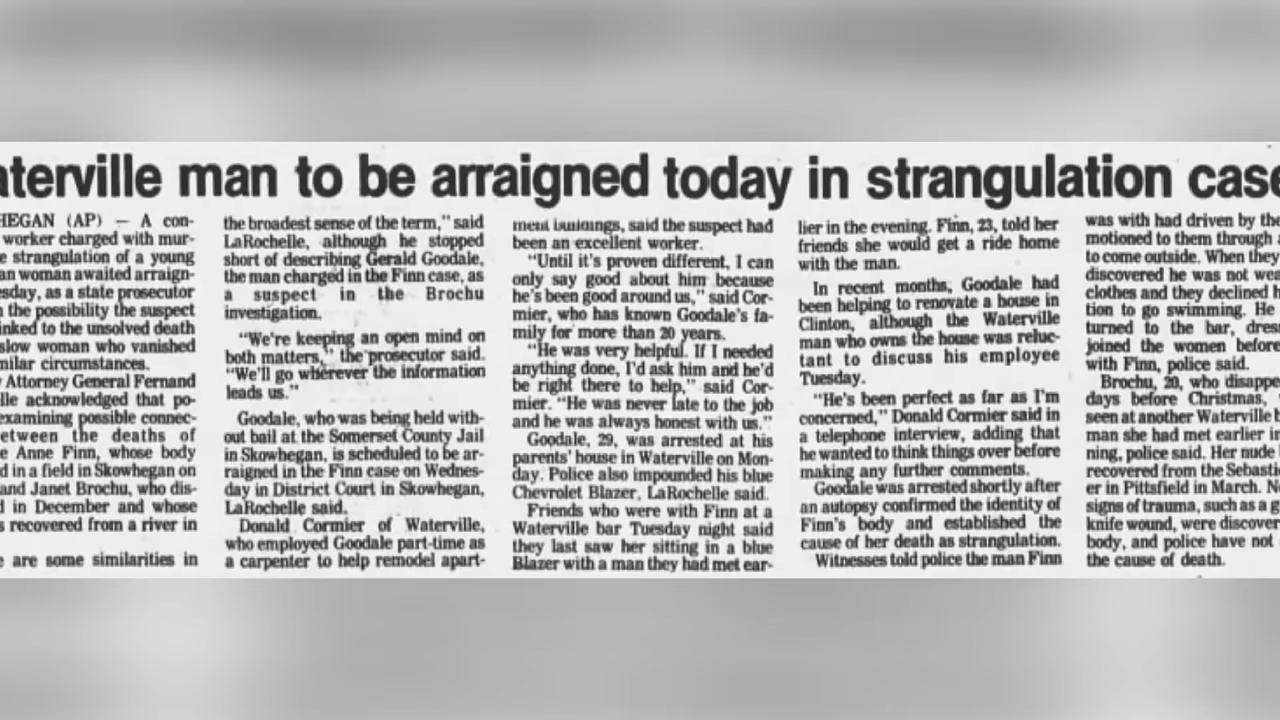 aterville man to be arraigned today in strangulation case
HEGAN (AP) — A con-
worker charged with mur-
e strangulation of a young
an woman awaited arraign-
sday, as a state prosecutor
the possibility the suspect
inked to the unsolved death
slow woman who vanished
milar circumstances.
Attorney General Fernand
lle acknowledged that po-
examining possible connec-
etween the deaths of
e Anne Finn, whose body
d in a field in Skowhegan on
and Janet Brochu, who dis-
d in December and whose
s recovered from a river in
e are some similarities in
the broadest sense of the term," said
LaRochelle, although he stopped
short of describing Gerald Goodale,
the man charged in the Finn case, as
a suspect in the Brochu
investigation.
"We're keeping an open mind on
both matters," the prosecutor said.
"We'll go wherever the information
leads us."
Goodale, who was being held with-
out bail at the Somerset County Jail
in Skowhegan, is scheduled to be ar-
raigned in the Finn case on Wednes-
day in District Court in Skowhegan,
LaRochelle said.
Donald Cormier of Waterville,
who employed Goodale part-time as
a carpenter to help remodel apart-
ment buildings, said the suspect had
been an excellent worker.
"Until it's proven different, I can
only say good about him because
he's been good around us," said Cor-
mier, who has known Goodale's fa-
mily for more than 20 years.
"He was very helpful. If I needed
anything done, I'd ask him and he'd
be right there to help," said Cor-
mier. "He was never late to the job
and he was always honest with us."
Goodale, 29, was arrested at his
parents' house in Waterville on Mon-
day. Police also impounded his blue
Chevrolet Blazer, LaRochelle said.
Friends who were with Finn at a
Waterville bar Tuesday night said
they last saw her sitting in a blue
Blazer with a man they had met ear-
lier in the evening. Finn, 23, told her
friends she would get a ride home
with the man.
In recent months, Goodale had
been helping to renovate a house in
Clinton, although the Waterville
man who owns the house was reluc-
tant to discuss his employee
Tuesday.
"He's been perfect as far as I'm
concerned," Donald Cormier said in
a telephone interview, adding that
he wanted to think things over before
making any further comments.
Goodale was arrested shortly after
an autopsy confirmed the identity of
Finn's body and established the
cause of her death as strangulation.
Witnesses told police the man Finn
was with had driven by the
motioned to them through
to come outside. When they
discovered he was not wea
clothes and they declined h
tion to go swimming. He
turned to the bar, dres
joined the women before
with Finn, police said.
Brochu, 20, who disappe
days before Christmas,
seen at another Waterville
man she had met earlier in
ning, police said. Her nude
recovered from the Sebasti
er in Pittsfield in March. No
signs of trauma, such as a g
knife wound, were discover
body, and police have not
the cause of death.